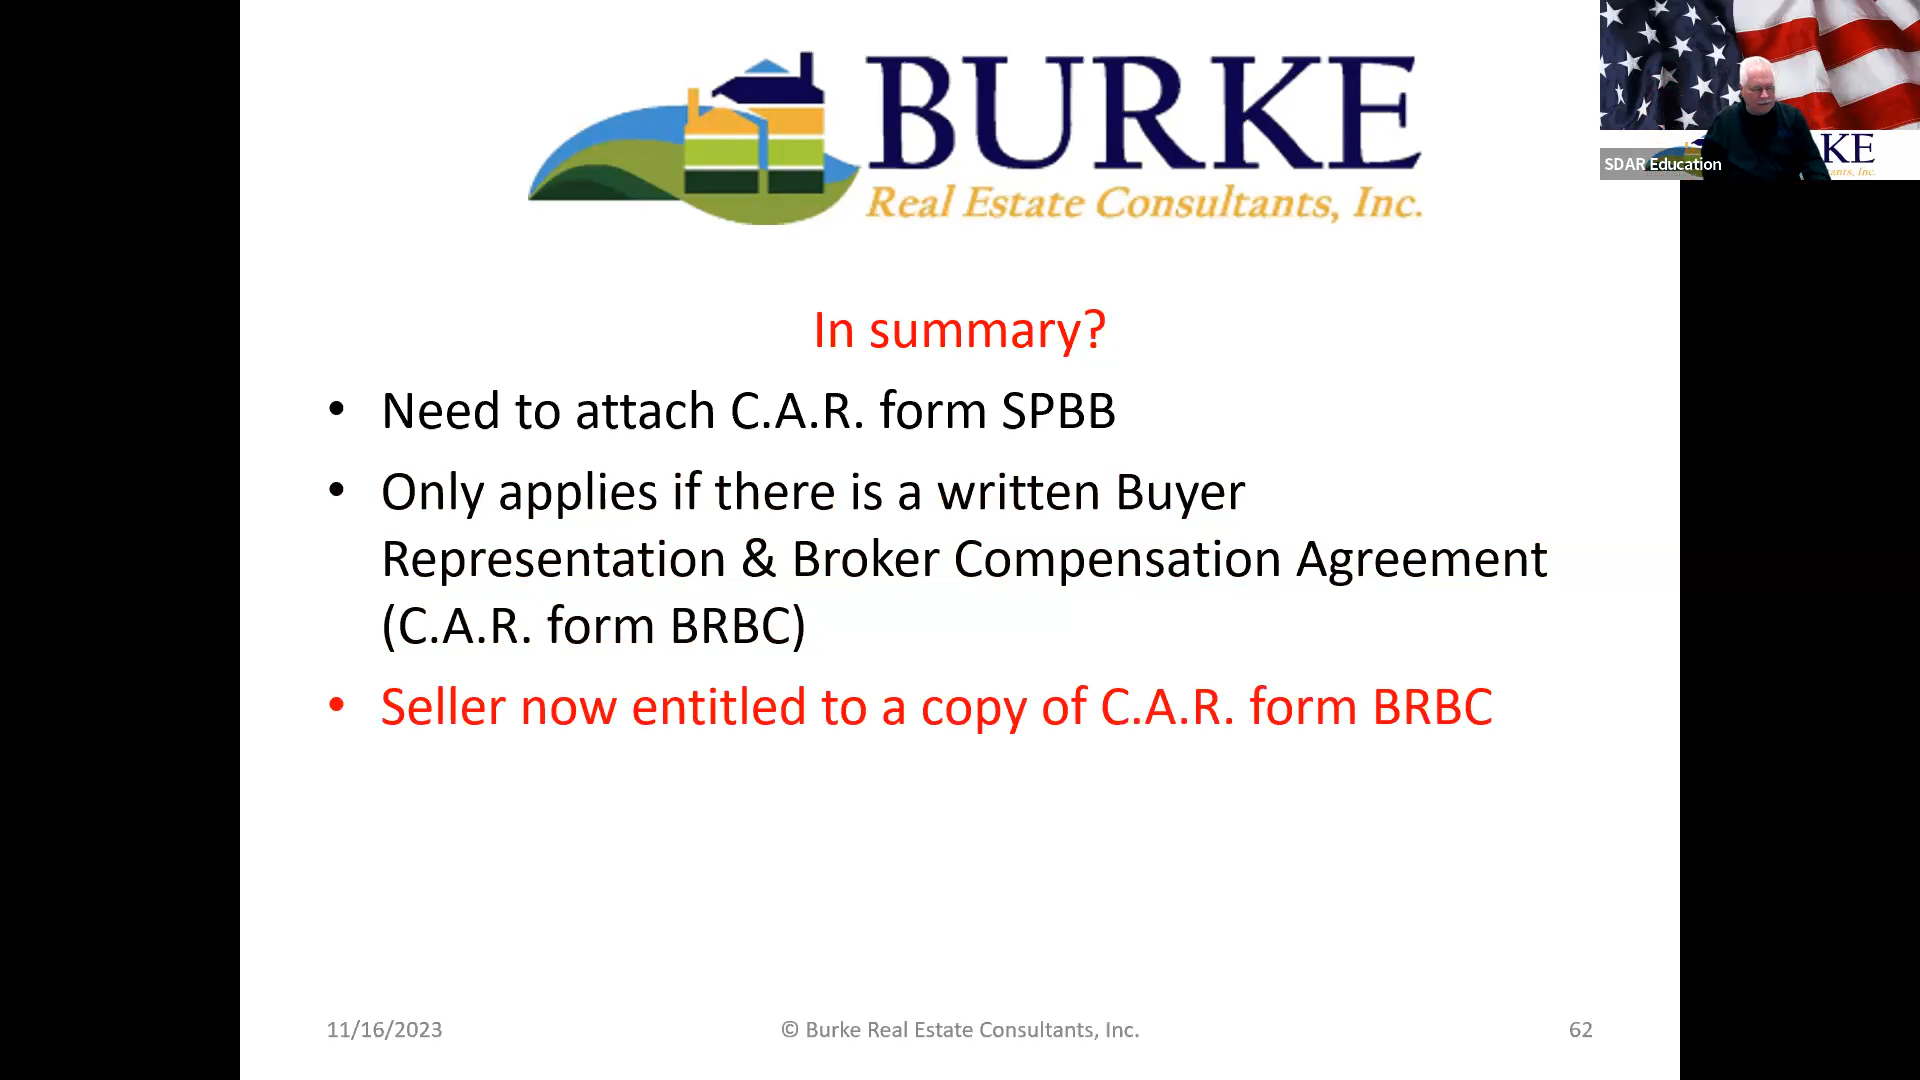 BURKE
Real Estate Consultants, Inc.
KE
SDAR Education
tants, Inc.
In summary?
• Need to attach C.A.R. form SPBB
• Only applies if there is a written Buyer
Representation & Broker Compensation Agreement
(C.A.R. form BRBC)
• Seller now entitled to a copy of C.A.R. form BRBC
11/16/2023
© Burke Real Estate Consultants, Inc.
62